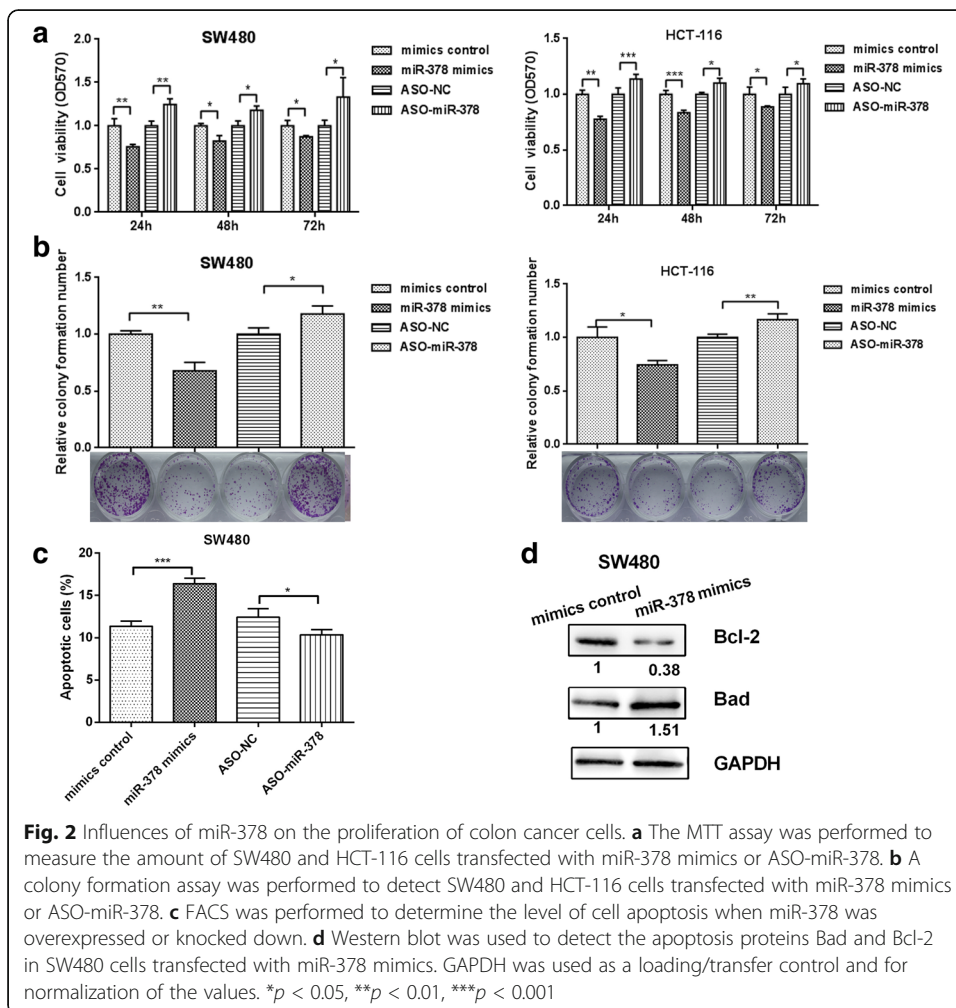 a
SW480
Cell viability (OD570)
2.0
1.5
1.0
0.5
0.0
** ** * * * *
24h 48h 72h
mimics control
miR-378 mimics
ASO-NC
ASO-miR-378
HCT-116
Cell viability (OD570)
1.5
1.0
0.5
0.0
** *** *** * * *
24h 48h 72h
mimics control
miR-378 mimics
ASO-NC
ASO-miR-378
b
SW480
Relative colony formation number
1.5
1.0
0.5
0.0
** *
mimics control
miR-378 mimics
ASO-NC
ASO-miR-378
HCT-116
Relative colony formation number
1.5
1.0
0.5
0.0
* **
mimics control
miR-378 mimics
ASO-NC
ASO-miR-378
c
SW480
Apoptotic cells (%)
20
15
10
5
0
*** *
mimics control
miR-378 mimics
ASO-NC
ASO-miR-378
d
SW480
mimics control miR-378 mimics
Bcl-2
1 0.38
Bad
1 1.51
GAPDH
Fig. 2 Influences of miR-378 on the proliferation of colon cancer cells. a The MTT assay was performed to
measure the amount of SW480 and HCT-116 cells transfected with miR-378 mimics or ASO-miR-378. b A
colony formation assay was performed to detect SW480 and HCT-116 cells transfected with miR-378 mimics
or ASO-miR-378. c FACS was performed to determine the level of cell apoptosis when miR-378 was
overexpressed or knocked down. d Western blot was used to detect the apoptosis proteins Bad and Bcl-2
in SW480 cells transfected with miR-378 mimics. GAPDH was used as a loading/transfer control and for
normalization of the values. *p < 0.05, **p < 0.01, ***p < 0.001